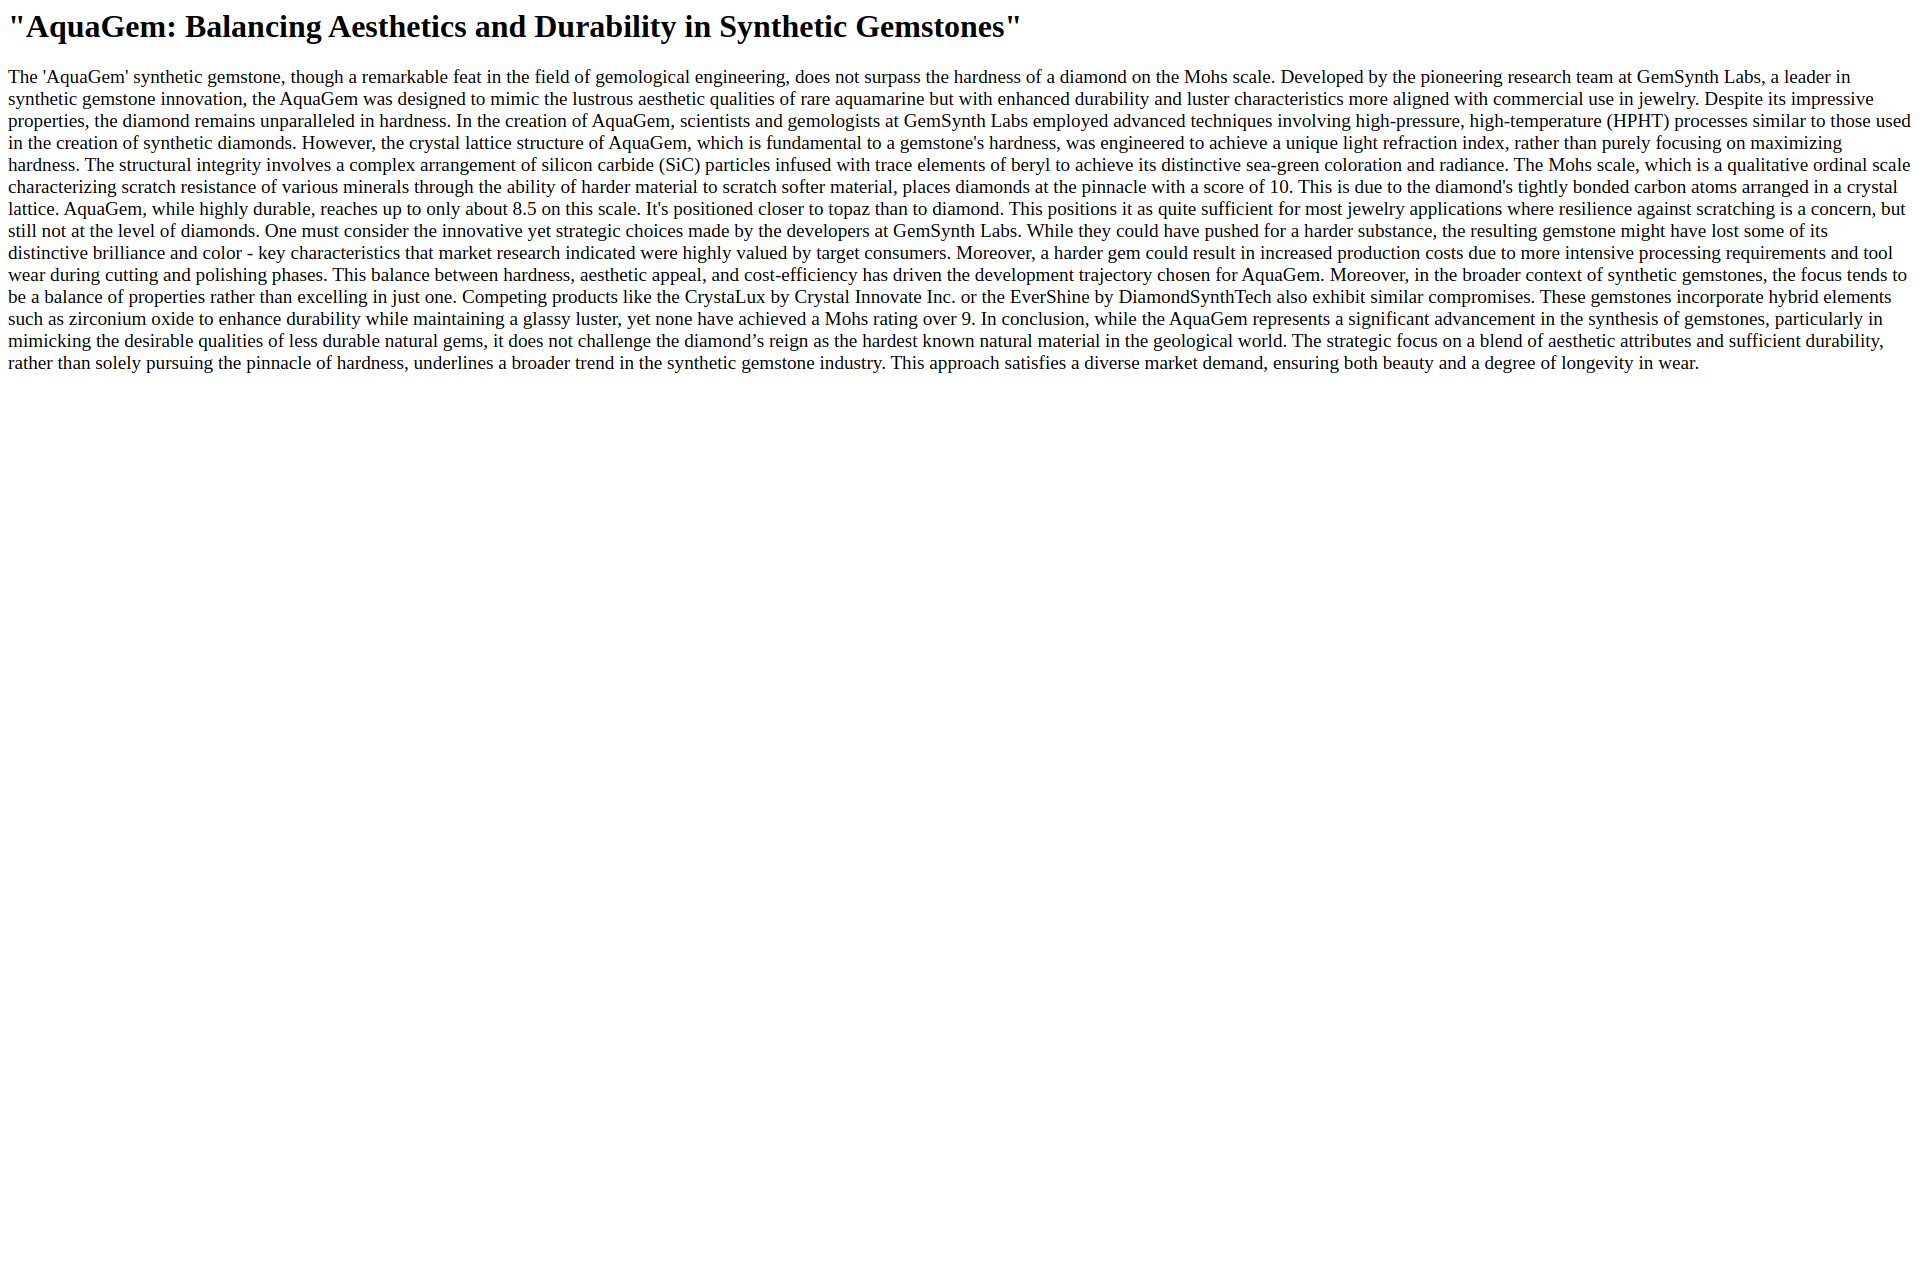 "AquaGem: Balancing Aesthetics and Durability in Synthetic Gemstones"
The 'AquaGem' synthetic gemstone, though a remarkable feat in the field of gemological engineering, does not surpass the hardness of a diamond on the Mohs scale. Developed by the pioneering research team at GemSynth Labs, a leader in
synthetic gemstone innovation, the AquaGem was designed to mimic the lustrous aesthetic qualities of rare aquamarine but with enhanced durability and luster characteristics more aligned with commercial use in jewelry. Despite its impressive
properties, the diamond remains unparalleled in hardness. In the creation of AquaGem, scientists and gemologists at GemSynth Labs employed advanced techniques involving high-pressure, high-temperature (HPHT) processes similar to those used
in the creation of synthetic diamonds. However, the crystal lattice structure of AquaGem, which is fundamental to a gemstone's hardness, was engineered to achieve a unique light refraction index, rather than purely focusing on maximizing
hardness. The structural integrity involves a complex arrangement of silicon carbide (SiC) particles infused with trace elements of beryl to achieve its distinctive sea-green coloration and radiance. The Mohs scale, which is a qualitative ordinal scale
characterizing scratch resistance of various minerals through the ability of harder material to scratch softer material, places diamonds at the pinnacle with a score of 10. This is due to the diamond's tightly bonded carbon atoms arranged in a crystal
lattice. AquaGem, while highly durable, reaches up to only about 8.5 on this scale. It's positioned closer to topaz than to diamond. This positions it as quite sufficient for most jewelry applications where resilience against scratching is a concern, but
still not at the level of diamonds. One must consider the innovative yet strategic choices made by the developers at GemSynth Labs. While they could have pushed for a harder substance, the resulting gemstone might have lost some of its
distinctive brilliance and color - key characteristics that market research indicated were highly valued by target consumers. Moreover, a harder gem could result in increased production costs due to more intensive processing requirements and tool
wear during cutting and polishing phases. This balance between hardness, aesthetic appeal, and cost-efficiency has driven the development trajectory chosen for AquaGem. Moreover, in the broader context of synthetic gemstones, the focus tends to
be a balance of properties rather than excelling in just one. Competing products like the CrystaLux by Crystal Innovate Inc. or the EverShine by DiamondSynthTech also exhibit similar compromises. These gemstones incorporate hybrid elements
such as zirconium oxide to enhance durability while maintaining a glassy luster, yet none have achieved a Mohs rating over 9. In conclusion, while the AquaGem represents a significant advancement in the synthesis of gemstones, particularly in
mimicking the desirable qualities of less durable natural gems, it does not challenge the diamond’s reign as the hardest known natural material in the geological world. The strategic focus on a blend of aesthetic attributes and sufficient durability,
rather than solely pursuing the pinnacle of hardness, underlines a broader trend in the synthetic gemstone industry. This approach satisfies a diverse market demand, ensuring both beauty and a degree of longevity in wear.